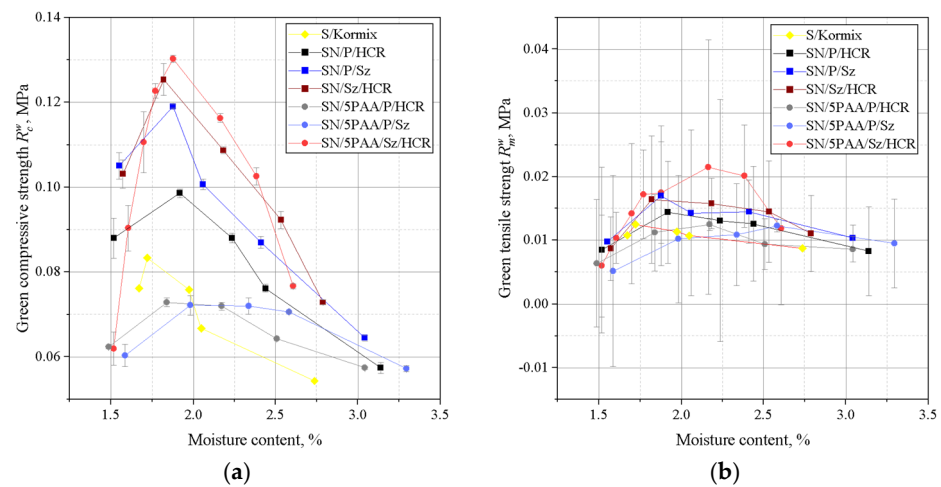 0.14
0.12
0.10
0.08
0.06
1.5
2.0
2.5
3.0
3.5
Green compressive strength R_c^w, MPa
Moisture content, %
S/Kormix
SN/P/HCR
SN/P/Sz
SN/Sz/HCR
SN/5PAA/P/HCR
SN/5PAA/P/Sz
SN/5PAA/Sz/HCR
(a)
0.04
0.03
0.02
0.01
0.00
-0.01
1.5
2.0
2.5
3.0
3.5
Green tensile strengt R_m^w, MPa
Moisture content, %
S/Kormix
SN/P/HCR
SN/P/Sz
SN/Sz/HCR
SN/5PAA/P/HCR
SN/5PAA/P/Sz
SN/5PAA/Sz/HCR
(b)